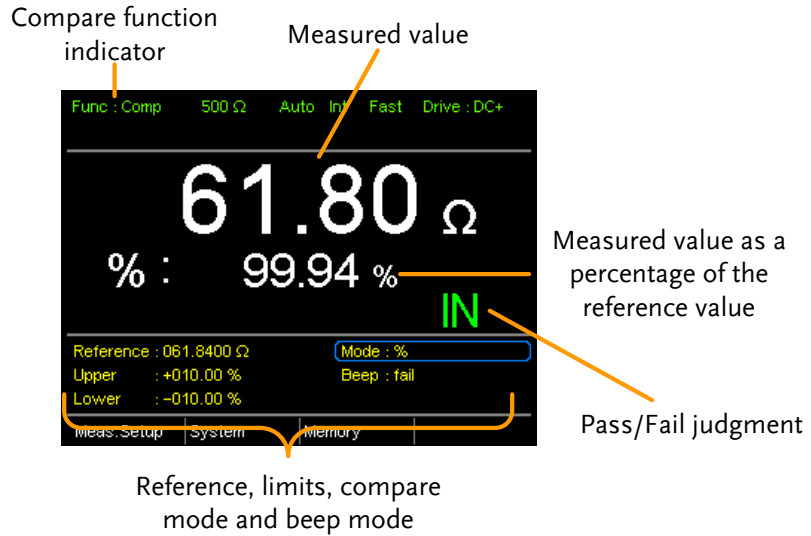 Compare function
indicator
Measured value
Func : Comp 500 Ω Auto Int Fast Drive : DC+
61.80 Ω
% : 99.94 %
IN
Measured value as a
percentage of the
reference value
Reference : 061.8400 Ω Mode : %
Upper : +010.00 % Beep : fail
Lower : -010.00 %
Meas.Setup System Memory
Pass/Fail judgment
Reference, limits, compare
mode and beep mode